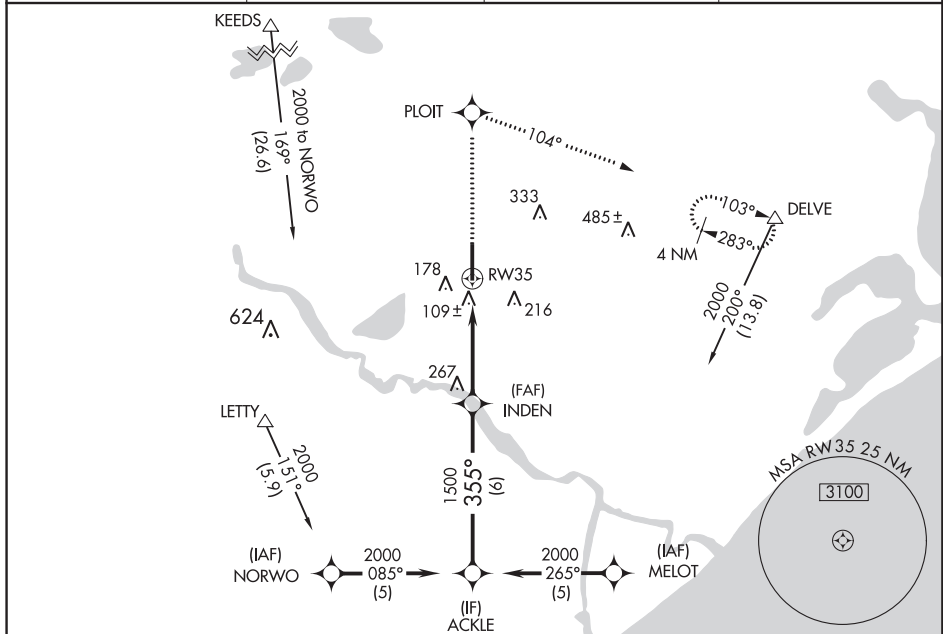 KEEDS
2000 to NORWO
169°
(26.6)
PLOIT
104°
333
485±
103°
DELVE
283°
4 NM
2000
200°
(13.8)
178
RW35
109±
216
624
267
(FAF)
INDEN
LETTY
2000
151°
(5.9)
1500
355°
(6)
MSA RW35 25 NM
3100
(IAF)
NORWO
2000
085°
(5)
2000
265°
(5)
(IAF)
MELOT
(IF)
ACKLE